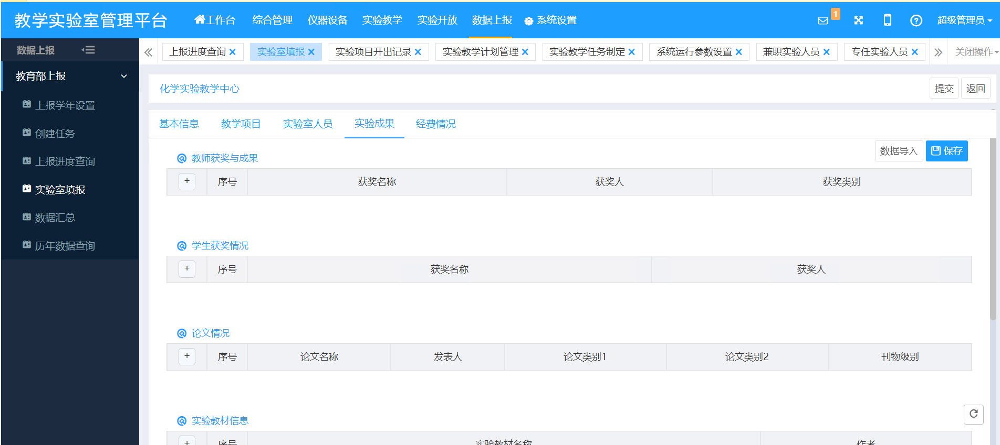 教学实验室管理平台 工作台 综合管理 仪器设备 实验教学 实验开放 数据上报 系统设置 1 超级管理员
数据上报
上报进度查询 实验室填报 实验项目开出记录 实验教学计划管理 实验教学任务制定 系统运行参数设置 兼职实验人员 专任实验人员 关闭操作
教育部上报
上报学年设置
创建任务
上报进度查询
实验室填报
数据汇总
历年数据查询
化学实验教学中心 提交 返回
基本信息 教学项目 实验室人员 实验成果 经费情况
数据导入 保存
教师获奖与成果
+ 序号 获奖名称 获奖人 获奖类别
学生获奖情况
+ 序号 获奖名称 获奖人
论文情况
+ 序号 论文名称 发表人 论文类别1 论文类别2 刊物级别
实验教材信息
+ 序号 实验教材名称 作者